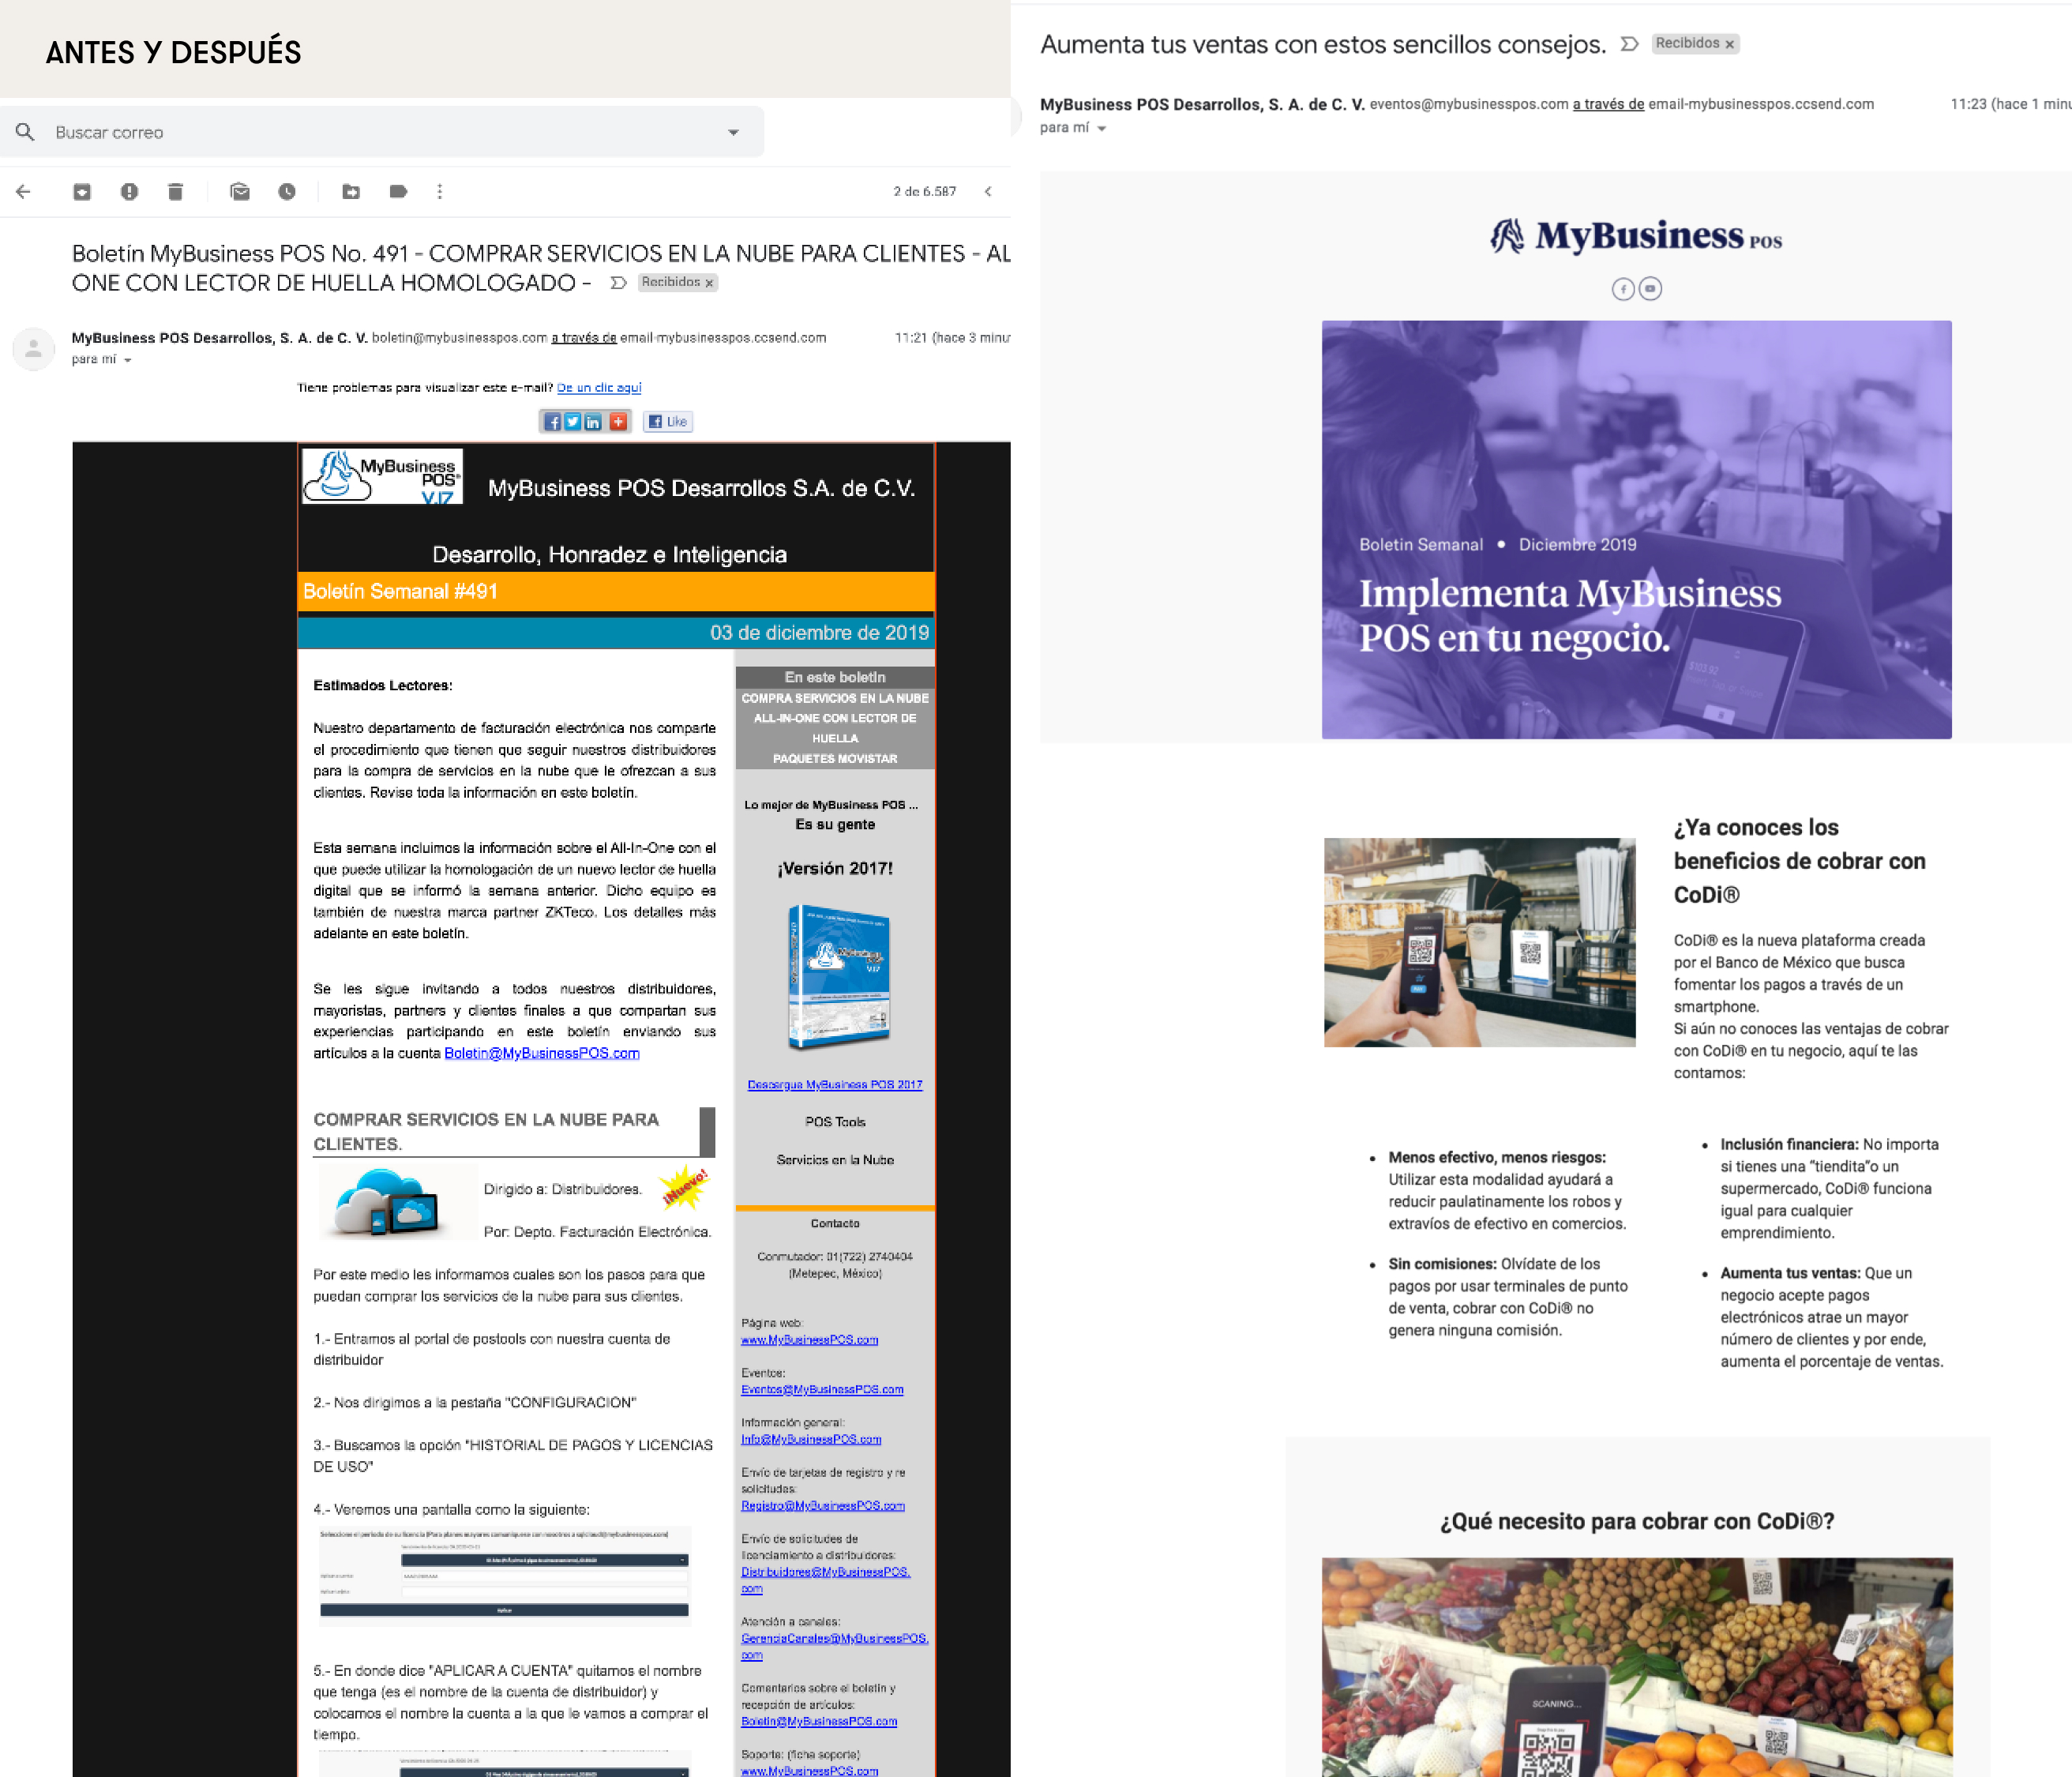 ANTES Y DESPUÉS
Buscar correo
2 de 6.587
Boletín MyBusiness POS No. 491 - COMPRAR SERVICIOS EN LA NUBE PARA CLIENTES - AL
ONE CON LECTOR DE HUELLA HOMOLOGADO -
Recibidos x
MyBusiness POS Desarrollos, S. A. de C. V. boletin@mybusinesspos.com a través de email-mybusinesspos.ccsend.com
11:21 (hace 3 minu
para mí
Tiene problemas para visualizar este e-mail? De un clic aquí
Like
MyBusiness
POS®
V.17
MyBusiness POS Desarrollos S.A. de C.V.
Desarrollo, Honradez e Inteligencia
Boletín Semanal #491
03 de diciembre de 2019
Estimados Lectores:
Nuestro departamento de facturación electrónica nos comparte
el procedimiento que tienen que seguir nuestros distribuidores
para la compra de servicios en la nube que le ofrezcan a sus
clientes. Revise toda la información en este boletín.
Esta semana incluimos la información sobre el All-In-One con el
que puede utilizar la homologación de un nuevo lector de huella
digital que se informó la semana anterior. Dicho equipo es
también de nuestra marca partner ZKTeco. Los detalles más
adelante en este boletín.
Se les sigue invitando a todos nuestros distribuidores,
mayoristas, partners y clientes finales a que compartan sus
experiencias participando en este boletín enviando sus
artículos a la cuenta Boletin@MyBusinessPOS.com
COMPRAR SERVICIOS EN LA NUBE PARA
CLIENTES.
Dirigido a: Distribuidores.
¡Nuevo!
Por: Depto. Facturación Electrónica.
Por este medio les informamos cuales son los pasos para que
puedan comprar los servicios de la nube para sus clientes.
1.- Entramos al portal de postools con nuestra cuenta de
distribuidor
2.- Nos dirigimos a la pestaña "CONFIGURACION"
3.- Buscamos la opción "HISTORIAL DE PAGOS Y LICENCIAS
DE USO"
4.- Veremos una pantalla como la siguiente:
5.- En donde dice "APLICAR A CUENTA" quitamos el nombre
que tenga (es el nombre de la cuenta de distribuidor) y
colocamos el nombre la cuenta a la que le vamos a comprar el
tiempo.
En este boletín
COMPRA SERVICIOS EN LA NUBE
ALL-IN-ONE CON LECTOR DE
HUELLA
PAQUETES MOVISTAR
Lo mejor de MyBusiness POS ...
Es su gente
¡Versión 2017!
Descargue MyBusiness POS 2017
POS Tools
Servicios en la Nube
Contacto
Conmutador: 01(722) 2740404
(Metepec, México)
Página web:
www.MyBusinessPOS.com
Eventos:
Eventos@MyBusinessPOS.com
Información general:
Info@MyBusinessPOS.com
Envío de tarjetas de registro y re
solicitudes:
Registro@MyBusinessPOS.com
Envío de solicitudes de
licenciamiento a distribuidores:
Distribuidores@MyBusinessPOS.
com
Atención a canales:
GerenciaCanales@MyBusinessPOS.
com
Comentarios sobre el boletín y
recepción de artículos:
Boletin@MyBusinessPOS.com
Soporte: (ficha soporte)
www.MyBusinessPOS.com
Aumenta tus ventas con estos sencillos consejos.
Recibidos x
MyBusiness POS Desarrollos, S. A. de C. V. eventos@mybusinesspos.com a través de email-mybusinesspos.ccsend.com
11:23 (hace 1 minu
para mí
MyBusiness POS
Boletin Semanal • Diciembre 2019
Implementa MyBusiness
POS en tu negocio.
$103.92
¿Ya conoces los
beneficios de cobrar con
CoDi®
CoDi® es la nueva plataforma creada
por el Banco de México que busca
fomentar los pagos a través de un
smartphone.
Si aún no conoces las ventajas de cobrar
con CoDi® en tu negocio, aquí te las
contamos:
• Menos efectivo, menos riesgos:
Utilizar esta modalidad ayudará a
reducir paulatinamente los robos y
extravíos de efectivo en comercios.
• Sin comisiones: Olvídate de los
pagos por usar terminales de punto
de venta, cobrar con CoDi® no
genera ninguna comisión.
• Inclusión financiera: No importa
si tienes una "tiendita"o un
supermercado, CoDi® funciona
igual para cualquier
emprendimiento.
• Aumenta tus ventas: Que un
negocio acepte pagos
electrónicos atrae un mayor
número de clientes y por ende,
aumenta el porcentaje de ventas.
¿Qué necesito para cobrar con CoDi®?
SCANING...